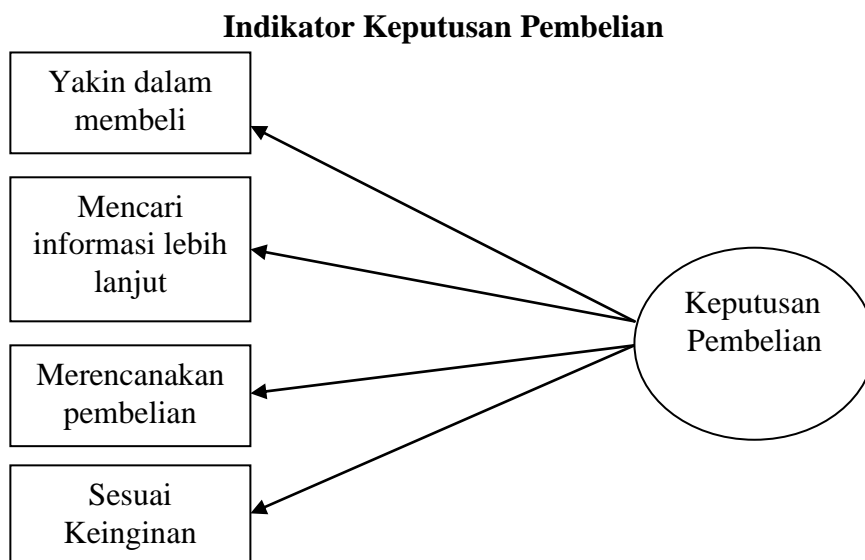 Indikator Keputusan Pembelian
Yakin dalam
membeli
Mencari
informasi lebih
lanjut
Merencanakan
pembelian
Sesuai
Keinginan
Keputusan
Pembelian